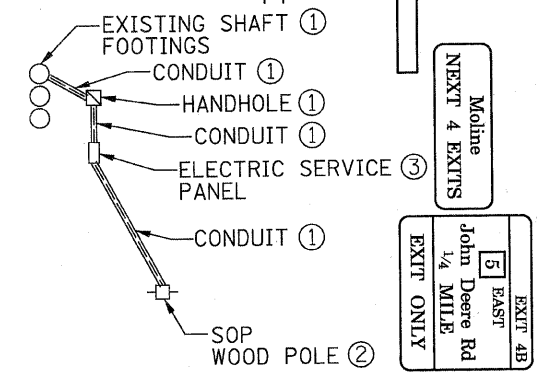 EXISTING SHAFT ①
FOOTINGS
CONDUIT ①
HANDHOLE ①
CONDUIT ①
ELECTRIC SERVICE ③
PANEL
CONDUIT ①
SOP
WOOD POLE ②
Moline
NEXT 4 EXITS
EXIT 4B
5 EAST
John Deere Rd
1/4 MILE
EXIT ONLY